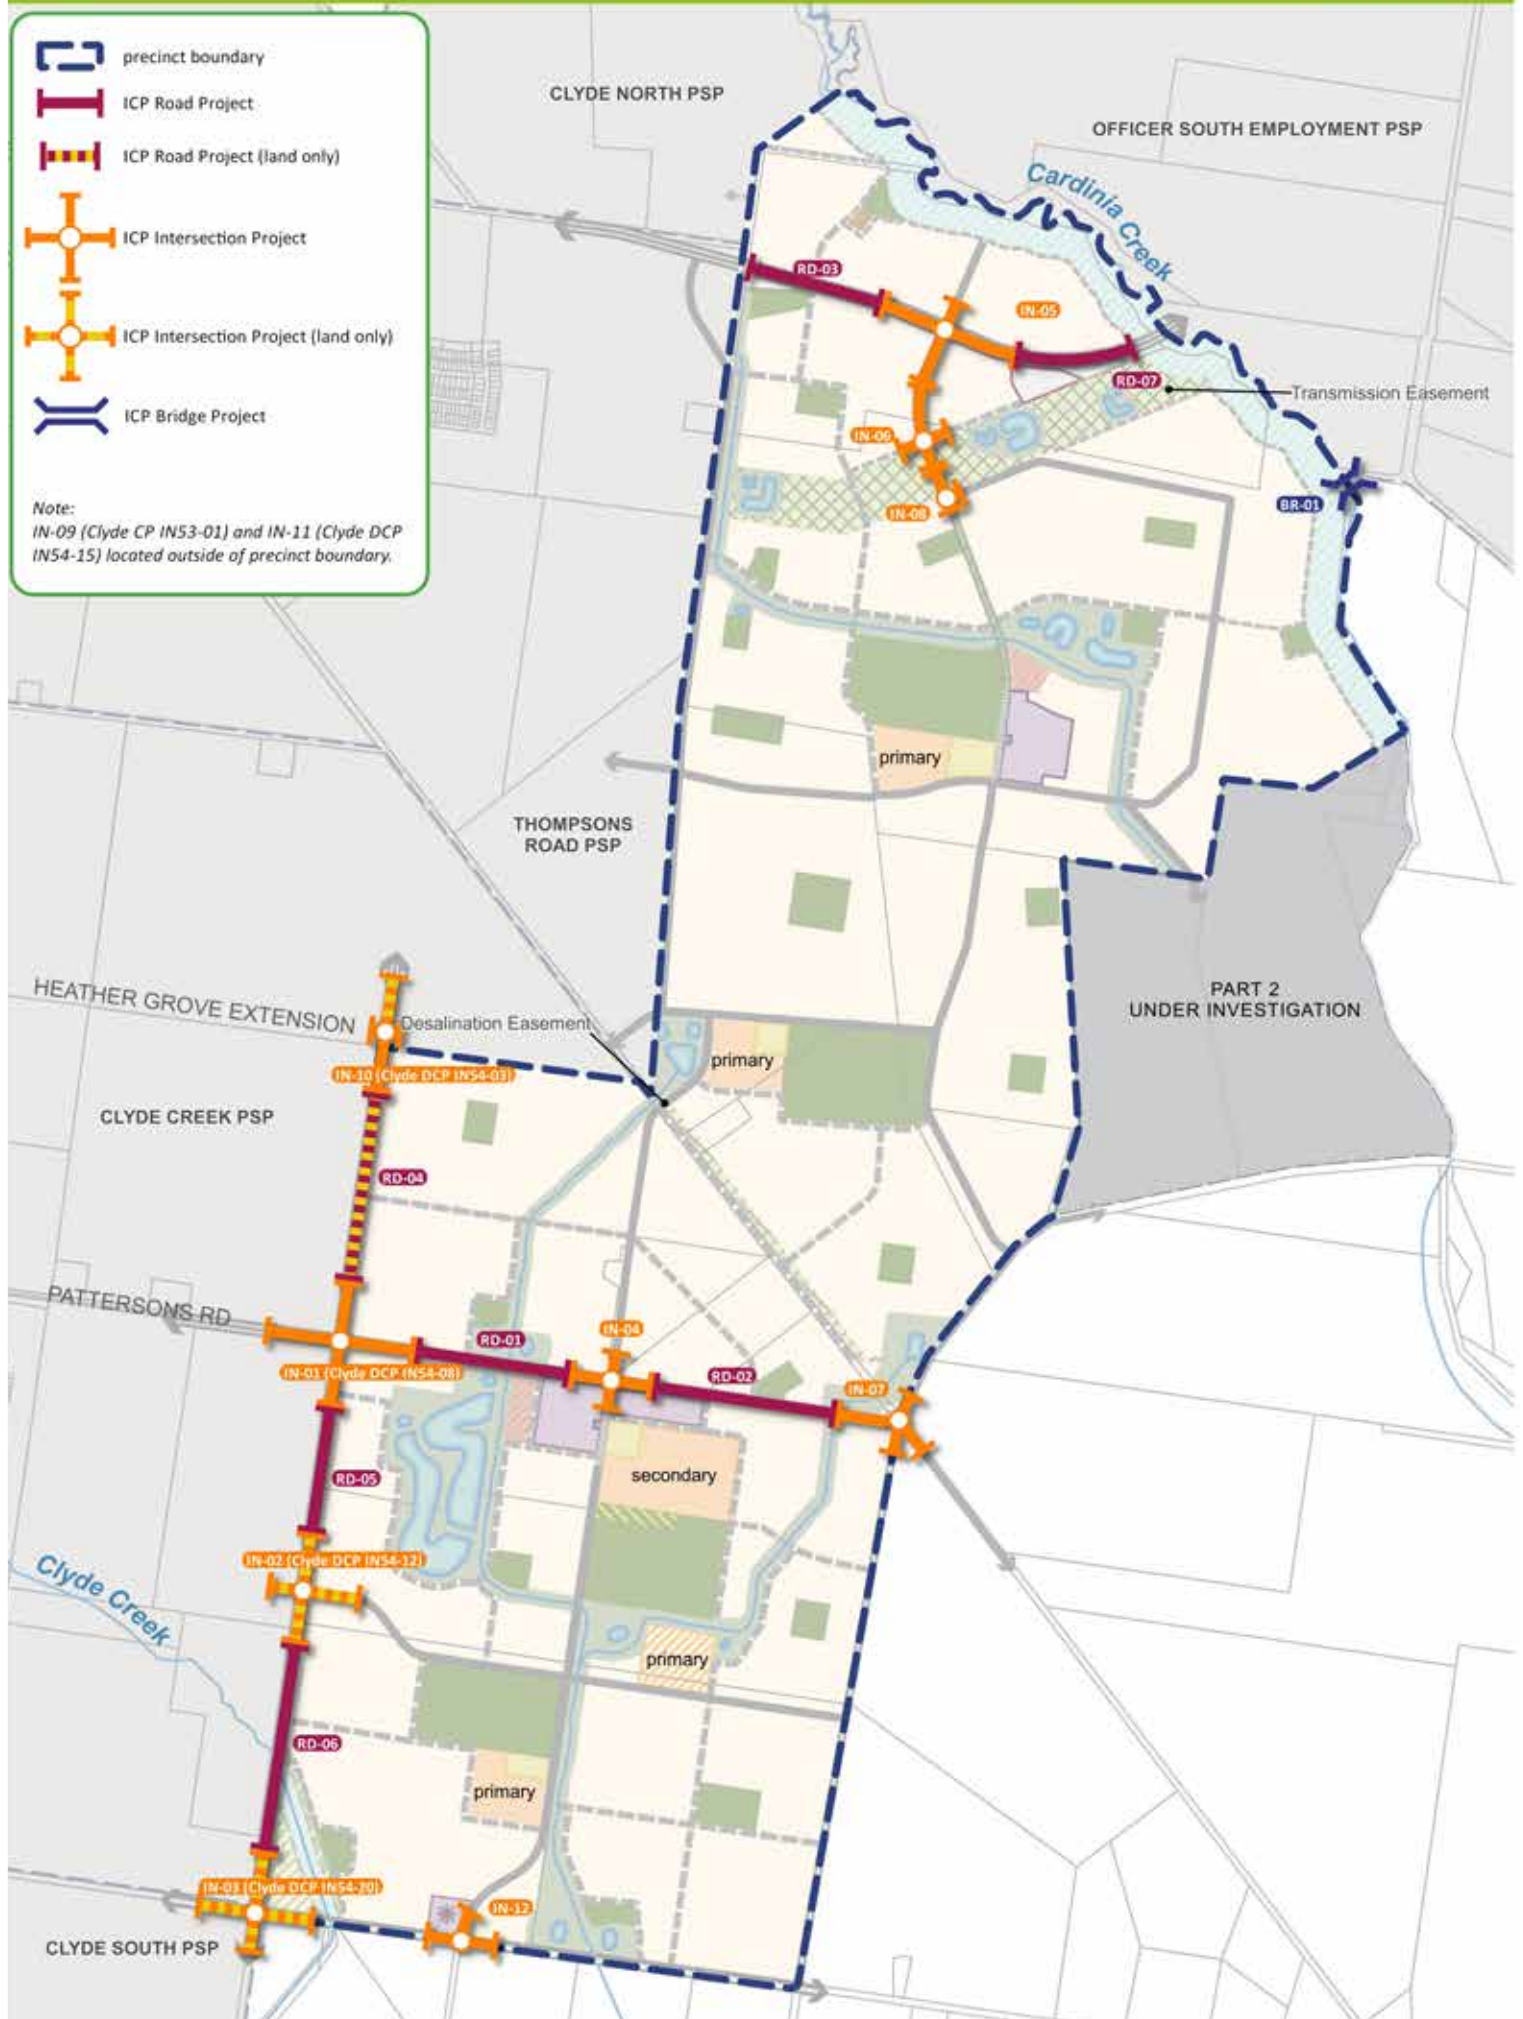 precinct boundary
ICP Road Project
ICP Road Project (land only)
ICP Intersection Project
ICP Intersection Project (land only)
ICP Bridge Project
Note:
IN-09 (Clyde CP IN53-01) and IN-11 (Clyde DCP
IN54-15) located outside of precinct boundary.
CLYDE NORTH PSP
OFFICER SOUTH EMPLOYMENT PSP
Cardinia Creek
RD-03
IN-05
RD-07
Transmission Easement
IN-06
BR-01
IN-08
primary
THOMPSONS
ROAD PSP
PART 2
UNDER INVESTIGATION
HEATHER GROVE EXTENSION
Desalination Easement
primary
IN-10 (Clyde DCP IN54-03)
CLYDE CREEK PSP
RD-04
PATTERSONS RD
RD-01
IN-04
IN-01 (Clyde DCP IN54-08)
RD-02
IN-07
secondary
RD-05
IN-02 (Clyde DCP IN54-12)
Clyde Creek
primary
RD-06
primary
IN-03 (Clyde DCP IN54-20)
IN-12
CLYDE SOUTH PSP